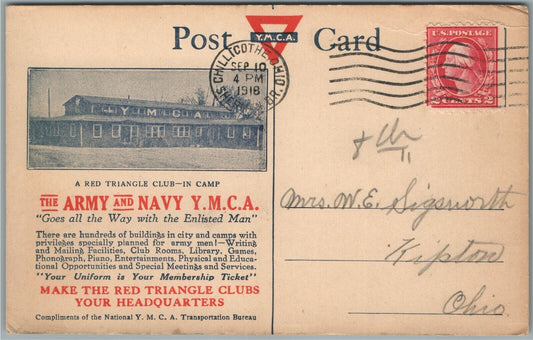 Post Card
Y.M.C.A.
CHILLICOTHE, OHIO.
SEP 10
4 PM
1918
U.S. POSTAGE
2 CENTS 2
Y M C A
A RED TRIANGLE CLUB—IN CAMP
THE ARMY AND NAVY Y.M.C.A.
"Goes all the Way with the Enlisted Man"
There are hundreds of buildings in city and camps with
privileges specially planned for army men!—Writing
and Mailing Facilities, Club Rooms, Library, Games,
Phonograph, Piano, Entertainments, Physical and Educa-
tional Opportunities and Special Meetings and Services.
"Your Uniform is Your Membership Ticket"
MAKE THE RED TRIANGLE CLUBS
YOUR HEADQUARTERS
Compliments of the National Y. M. C. A. Transportation Bureau
Mrs. W.E. Sigsworth
Kipton
Ohio.